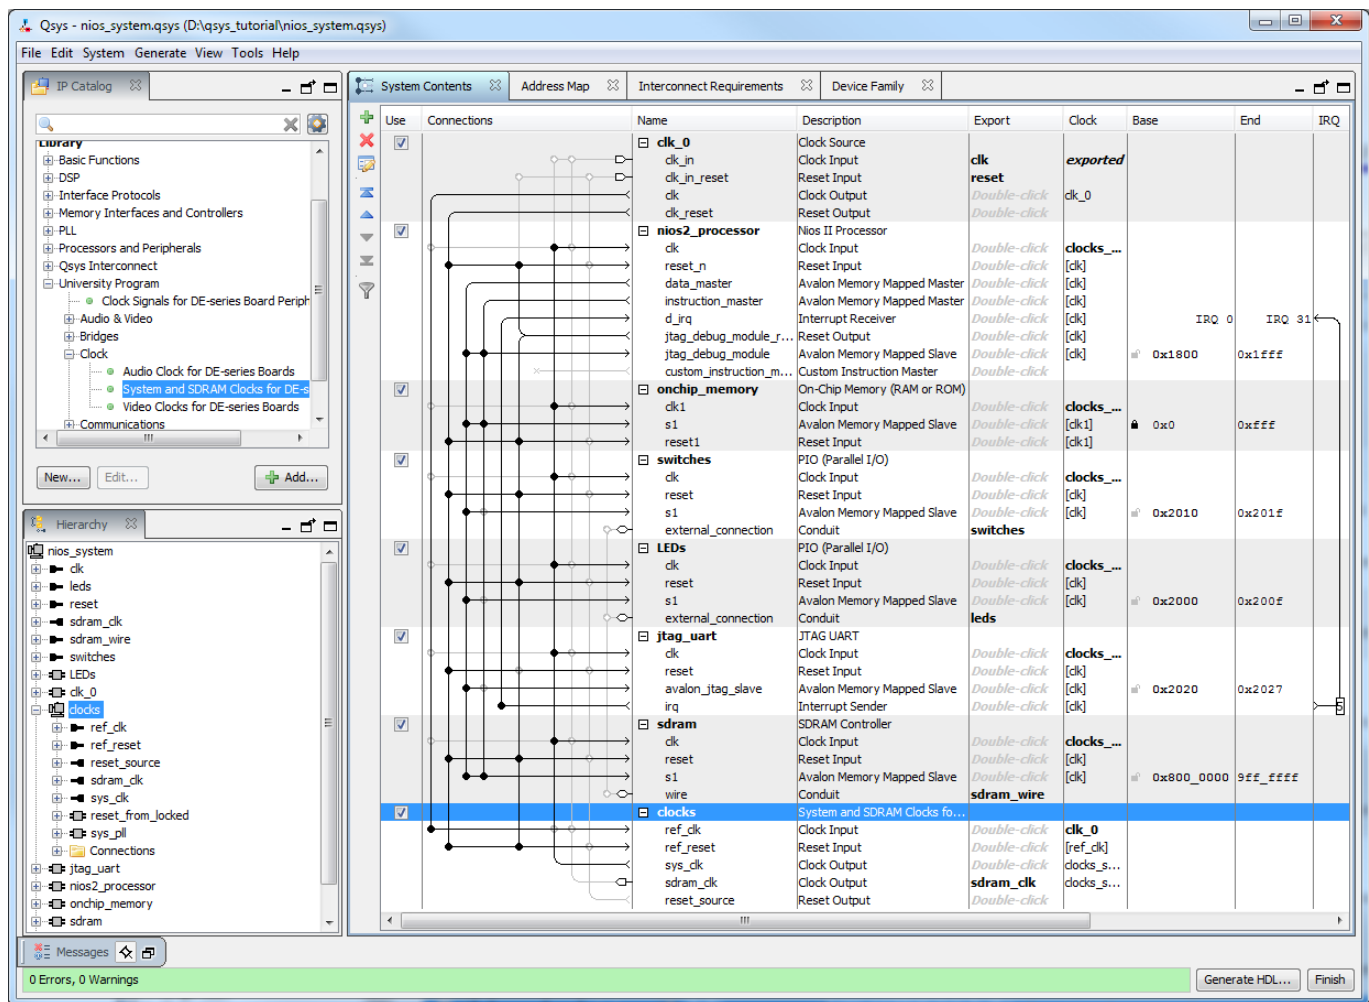 Qsys - nios_system.qsys (D:\qsys_tutorial\nios_system.qsys)
File Edit System Generate View Tools Help
IP Catalog
Library
Basic Functions
DSP
Interface Protocols
Memory Interfaces and Controllers
PLL
Processors and Peripherals
Qsys Interconnect
University Program
Clock Signals for DE-series Board Periph
Audio & Video
Bridges
Clock
Audio Clock for DE-series Boards
System and SDRAM Clocks for DE-s
Video Clocks for DE-series Boards
Communications
New... Edit... Add...
Hierarchy
nios_system
clk
leds
reset
sdram_clk
sdram_wire
switches
LEDs
clk_0
clocks
ref_clk
ref_reset
reset_source
sdram_clk
sys_clk
reset_from_locked
sys_pll
Connections
jtag_uart
nios2_processor
onchip_memory
sdram
System Contents Address Map Interconnect Requirements Device Family
Use Connections Name Description Export Clock Base End IRQ
clk_0 Clock Source
clk_in Clock Input clk exported
clk_in_reset Reset Input reset
clk Clock Output Double-click clk_0
clk_reset Reset Output Double-click
nios2_processor Nios II Processor
clk Clock Input Double-click clocks_...
reset_n Reset Input Double-click [clk]
data_master Avalon Memory Mapped Master Double-click [clk]
instruction_master Avalon Memory Mapped Master Double-click [clk]
d_irq Interrupt Receiver Double-click [clk] IRQ 0 IRQ 31
jtag_debug_module_r... Reset Output Double-click [clk]
jtag_debug_module Avalon Memory Mapped Slave Double-click [clk] 0x1800 0x1fff
custom_instruction_m... Custom Instruction Master Double-click
onchip_memory On-Chip Memory (RAM or ROM)
clk1 Clock Input Double-click clocks_...
s1 Avalon Memory Mapped Slave Double-click [clk1] 0x0 0xfff
reset1 Reset Input Double-click [clk1]
switches PIO (Parallel I/O)
clk Clock Input Double-click clocks_...
reset Reset Input Double-click [clk]
s1 Avalon Memory Mapped Slave Double-click [clk] 0x2010 0x201f
external_connection Conduit switches
LEDs PIO (Parallel I/O)
clk Clock Input Double-click clocks_...
reset Reset Input Double-click [clk]
s1 Avalon Memory Mapped Slave Double-click [clk] 0x2000 0x200f
external_connection Conduit leds
jtag_uart JTAG UART
clk Clock Input Double-click clocks_...
reset Reset Input Double-click [clk]
avalon_jtag_slave Avalon Memory Mapped Slave Double-click [clk] 0x2020 0x2027
irq Interrupt Sender Double-click [clk] 5
sdram SDRAM Controller
clk Clock Input Double-click clocks_...
reset Reset Input Double-click [clk]
s1 Avalon Memory Mapped Slave Double-click [clk] 0x800_0000 9ff_ffff
wire Conduit sdram_wire
clocks System and SDRAM Clocks fo...
ref_clk Clock Input Double-click clk_0
ref_reset Reset Input Double-click [ref_clk]
sys_clk Clock Output Double-click clocks_s...
sdram_clk Clock Output sdram_clk clocks_s...
reset_source Reset Output Double-click
Messages
0 Errors, 0 Warnings
Generate HDL... Finish